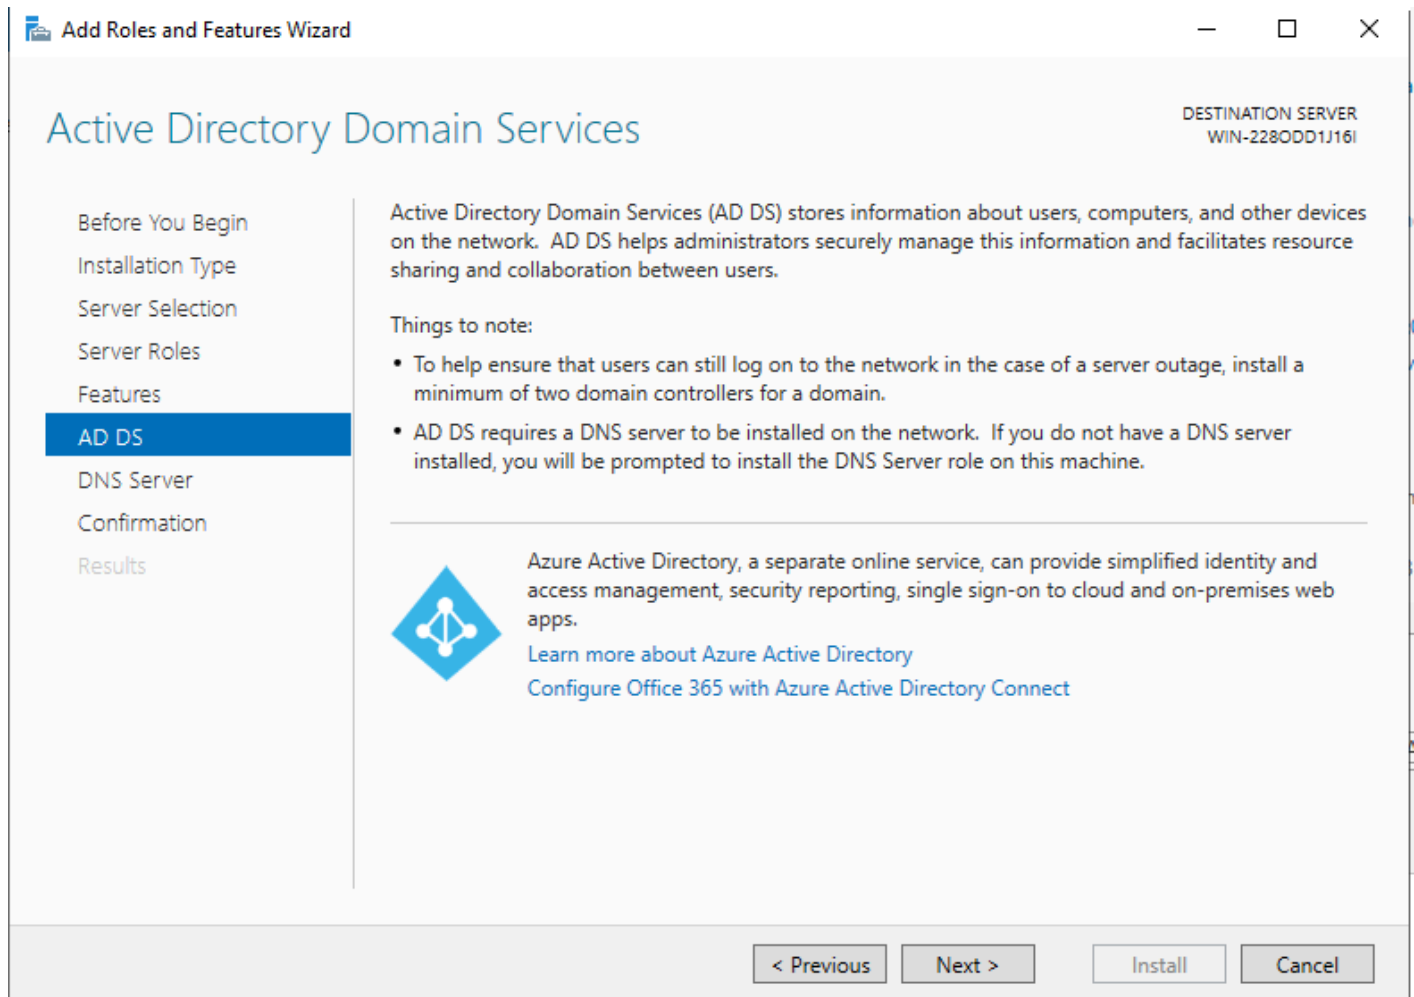 Add Roles and Features Wizard
Active Directory Domain Services
DESTINATION SERVER
WIN-228ODD1J16I
Before You Begin
Installation Type
Server Selection
Server Roles
Features
AD DS
DNS Server
Confirmation
Results
Active Directory Domain Services (AD DS) stores information about users, computers, and other devices
on the network.  AD DS helps administrators securely manage this information and facilitates resource
sharing and collaboration between users.
Things to note:
• To help ensure that users can still log on to the network in the case of a server outage, install a
minimum of two domain controllers for a domain.
• AD DS requires a DNS server to be installed on the network.  If you do not have a DNS server
installed, you will be prompted to install the DNS Server role on this machine.
Azure Active Directory, a separate online service, can provide simplified identity and
access management, security reporting, single sign-on to cloud and on-premises web
apps.
Learn more about Azure Active Directory
Configure Office 365 with Azure Active Directory Connect
< Previous
Next >
Install
Cancel